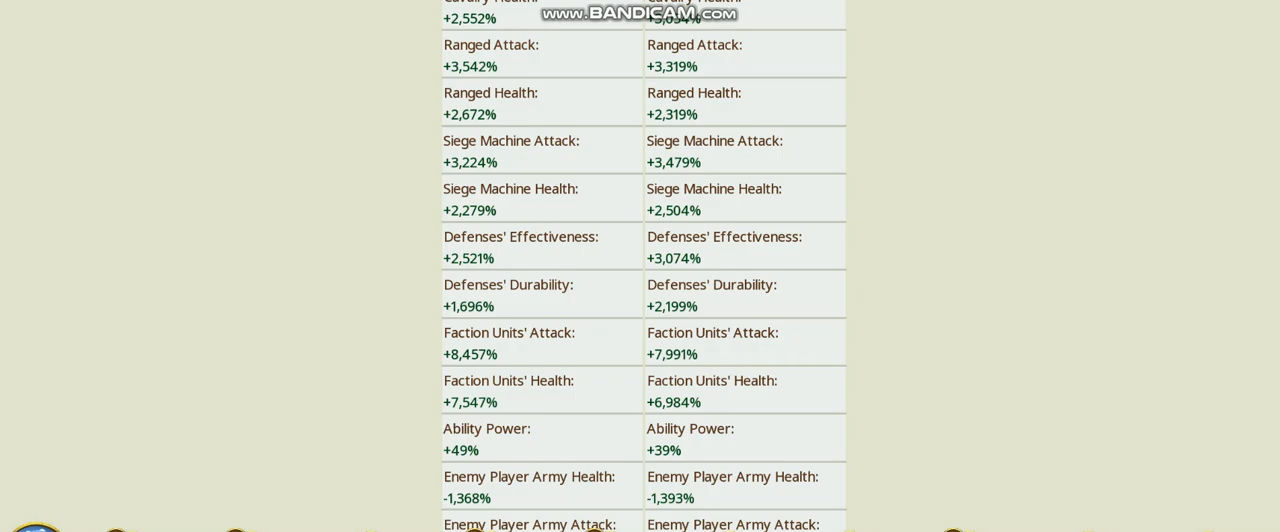 www.BANDICAM.com
Cavalry Health:
+2,552% +3,034%
Ranged Attack: Ranged Attack:
+3,542% +3,319%
Ranged Health: Ranged Health:
+2,672% +2,319%
Siege Machine Attack: Siege Machine Attack:
+3,224% +3,479%
Siege Machine Health: Siege Machine Health:
+2,279% +2,504%
Defenses' Effectiveness: Defenses' Effectiveness:
+2,521% +3,074%
Defenses' Durability: Defenses' Durability:
+1,696% +2,199%
Faction Units' Attack: Faction Units' Attack:
+8,457% +7,991%
Faction Units' Health: Faction Units' Health:
+7,547% +6,984%
Ability Power: Ability Power:
+49% +39%
Enemy Player Army Health: Enemy Player Army Health:
-1,368% -1,393%
Enemy Player Army Attack: Enemy Player Army Attack: